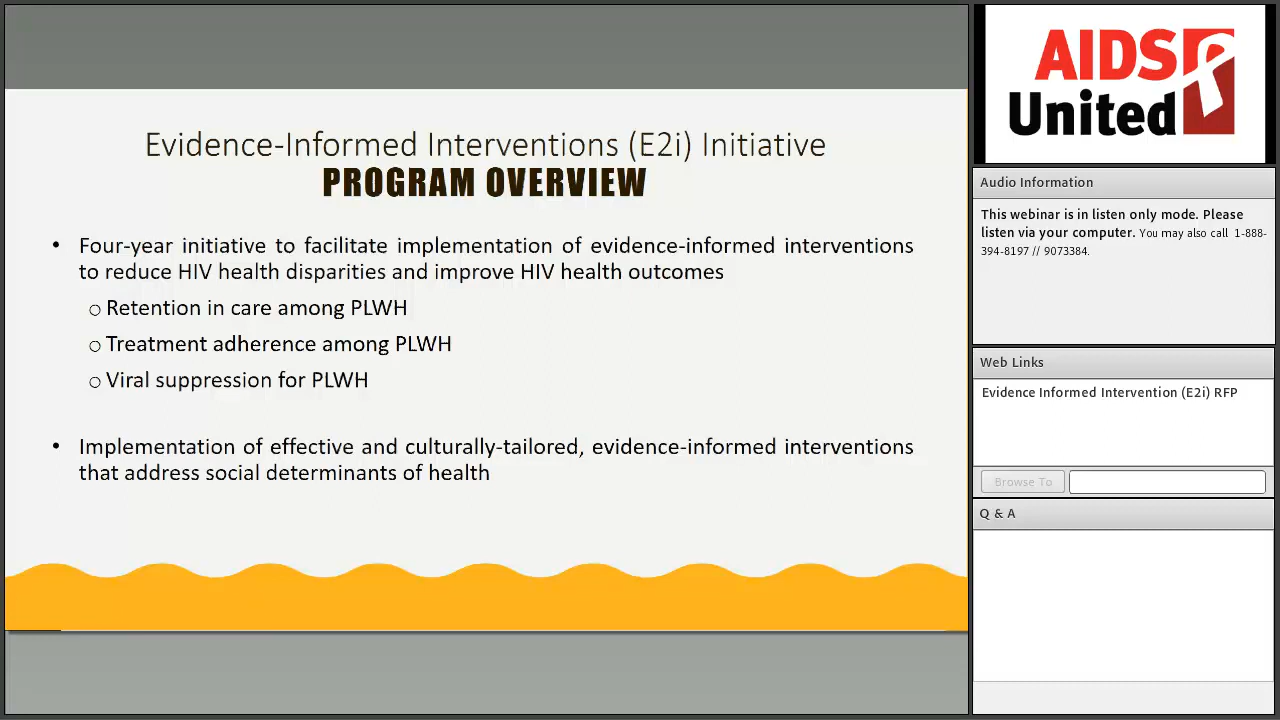 Evidence-Informed Interventions (E2i) Initiative
PROGRAM OVERVIEW
• Four-year initiative to facilitate implementation of evidence-informed interventions
to reduce HIV health disparities and improve HIV health outcomes
o Retention in care among PLWH
o Treatment adherence among PLWH
o Viral suppression for PLWH
• Implementation of effective and culturally-tailored, evidence-informed interventions
that address social determinants of health
AIDS
United
Audio Information
This webinar is in listen only mode. Please
listen via your computer. You may also call 1-888-
394-8197 // 9073384.
Web Links
Evidence Informed Intervention (E2i) RFP
Browse To
Q & A